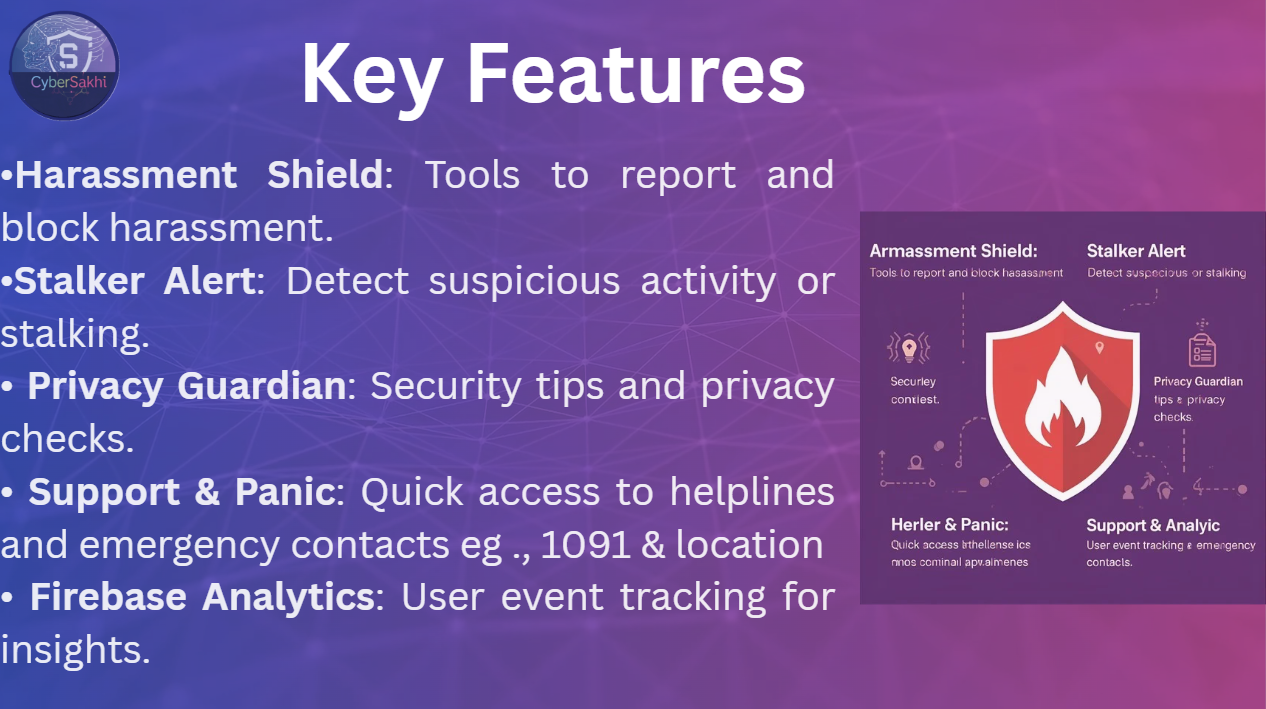 S
CyberSakhi
Key Features
•Harassment Shield: Tools to report and
block harassment.
•Stalker Alert: Detect suspicious activity or
stalking.
• Privacy Guardian: Security tips and privacy
checks.
• Support & Panic: Quick access to helplines
and emergency contacts eg ., 1091 & location
• Firebase Analytics: User event tracking for
insights.
Armassment Shield:
Tools to report and block hasassment
Stalker Alert
Detect suspecious or stalking
Securley
Privacy Guardian
tips & privacy
checks.
Herler & Panic:
Quick access
Support & Analyic
User event tracking & emergency
contacts.